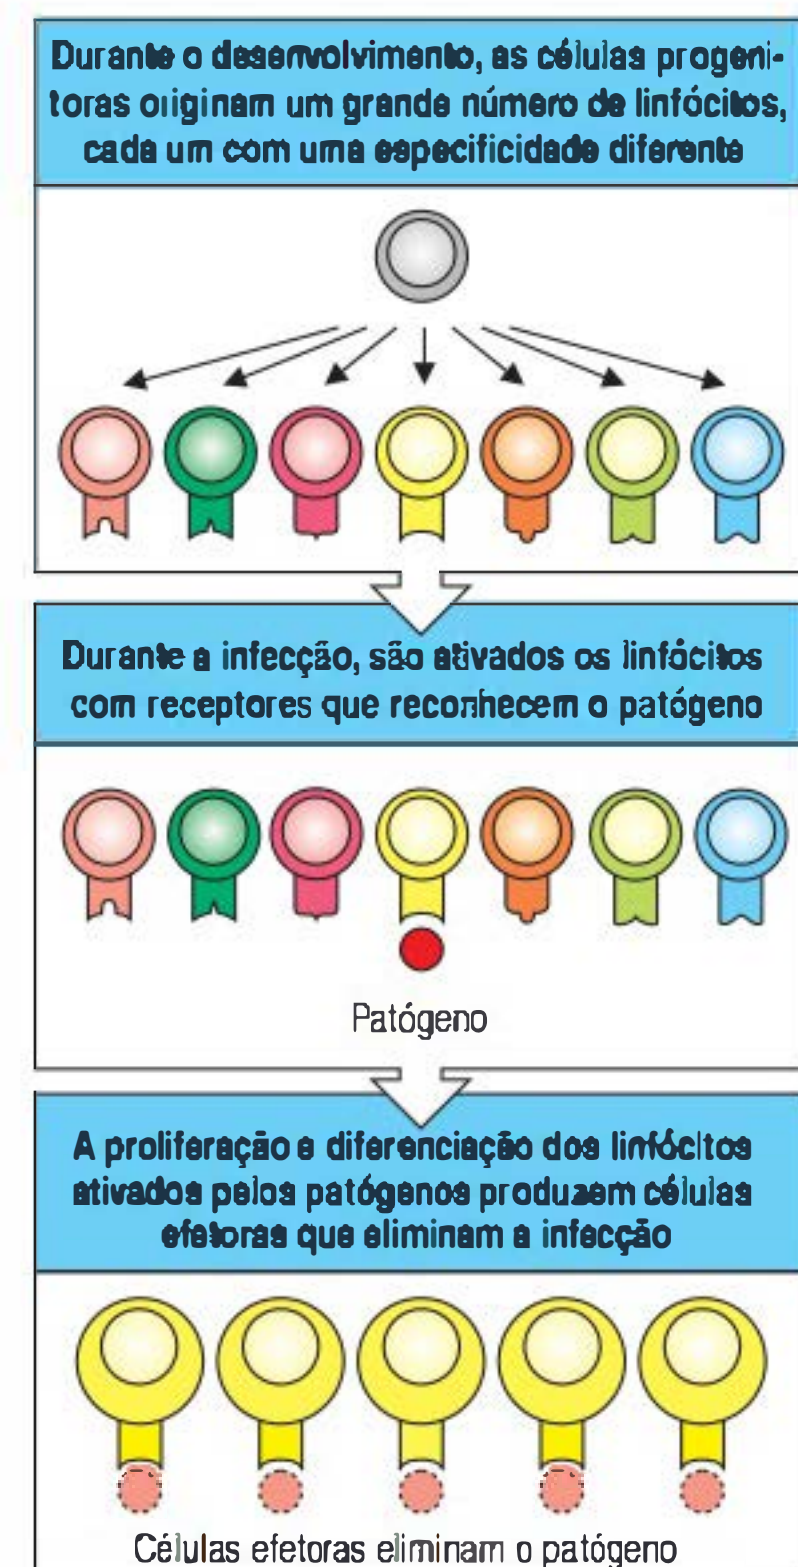 Durante o desenvolvimento, as células progeni-
toras originam um grande número de linfócitos,
cada um com uma especificidade diferente
Durante a infecção, são ativados os linfócitos
com receptores que reconhecem o patógeno
Patógeno
A proliferação e diferenciação dos linfócitos
ativados pelos patógenos produzem células
efetoras que eliminam a infecção
Células efetoras eliminam o patógeno